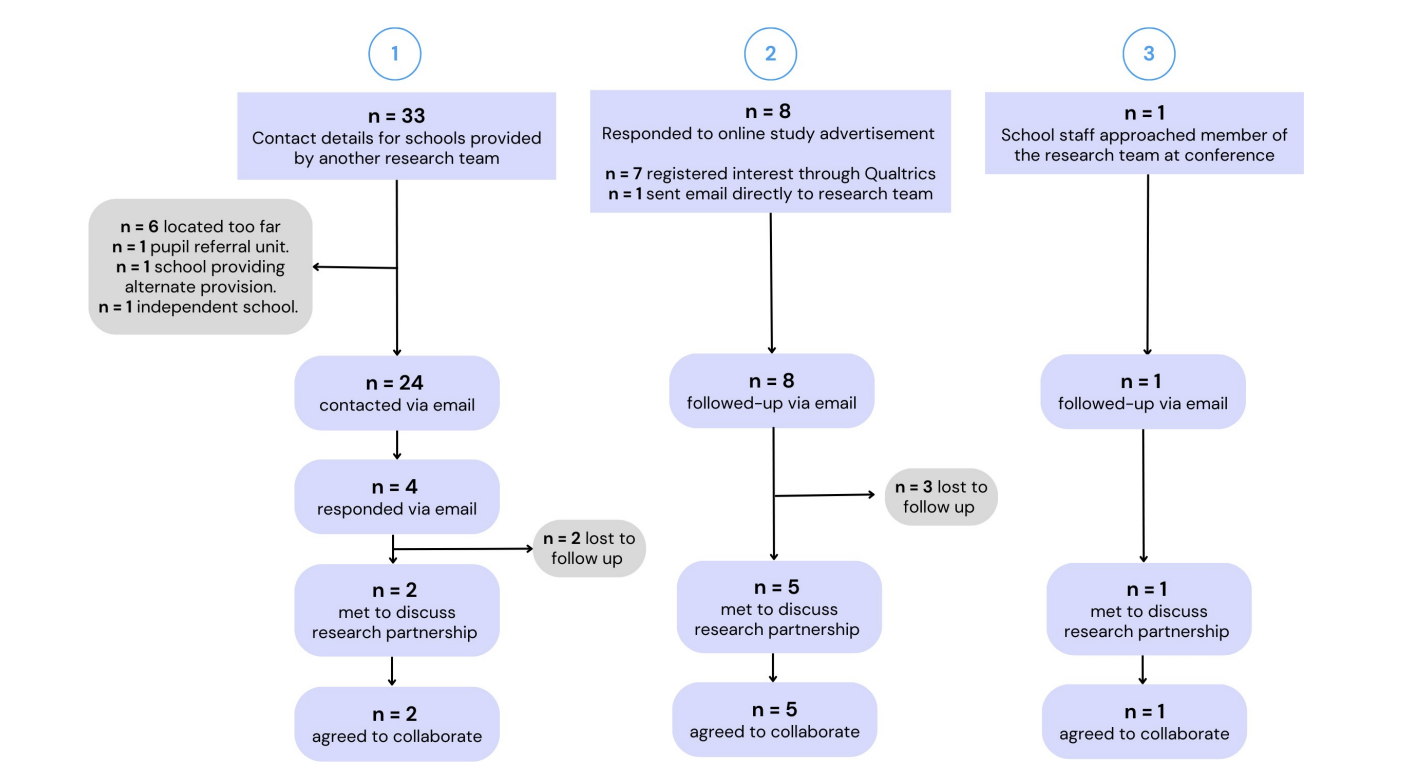 1
n = 33
Contact details for schools provided
by another research team
n = 6 located too far
n = 1 pupil referral unit.
n = 1 school providing
alternate provision.
n = 1 independent school.
n = 24
contacted via email
n = 4
responded via email
n = 2 lost to
follow up
n = 2
met to discuss
research partnership
n = 2
agreed to collaborate
2
n = 8
Responded to online study advertisement
n = 7 registered interest through Qualtrics
n = 1 sent email directly to research team
n = 8
followed-up via email
n = 3 lost to
follow up
n = 5
met to discuss
research partnership
n = 5
agreed to collaborate
3
n = 1
School staff approached member of
the research team at conference
n = 1
followed-up via email
n = 1
met to discuss
research partnership
n = 1
agreed to collaborate